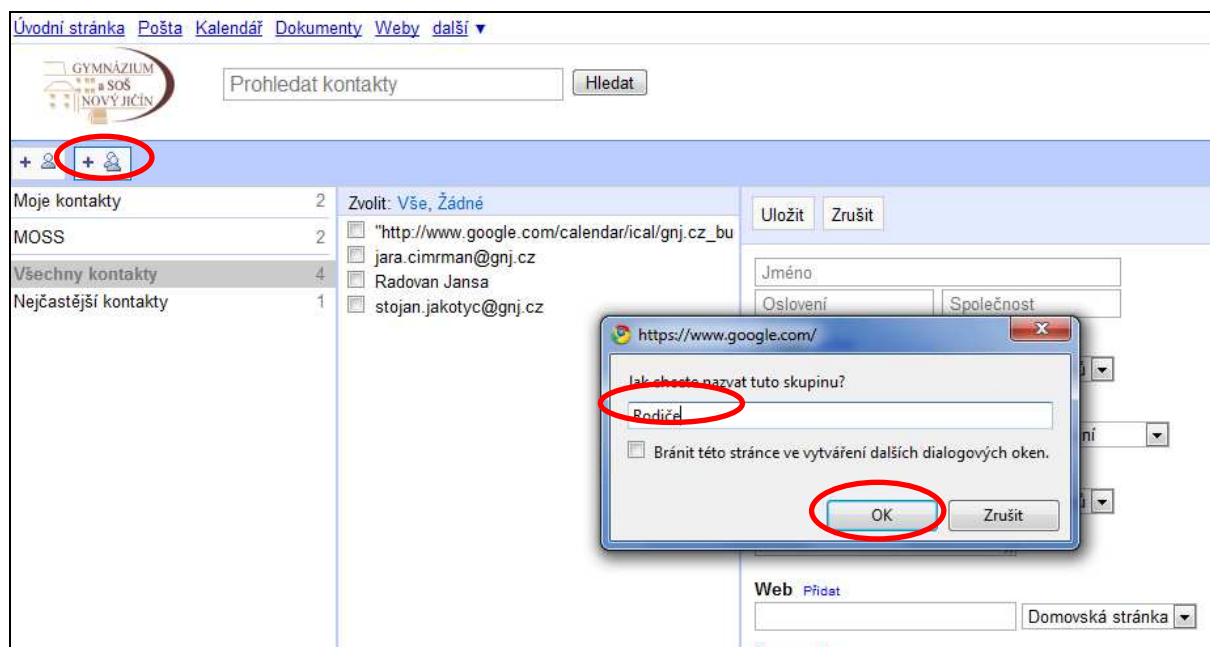 Úvodní stránka Pošta Kalendář Dokumenty Weby další ▼
GYMNÁZIUM
a SOŠ
NOVÝ JIČÍN
Prohledat kontakty Hledat
+ +
Moje kontakty 2
MOSS 2
Všechny kontakty 4
Nejčastější kontakty 1
Zvolit: Vše, Žádné
"http://www.google.com/calendar/ical/gnj.cz_bu
jara.cimrman@gnj.cz
Radovan Jansa
stojan.jakotyc@gnj.cz
Uložit Zrušit
Jméno
Oslovení Společnost
https://www.google.com/
Jak chcete nazvat tuto skupinu?
Rodiče
Bránit této stránce ve vytváření dalších dialogových oken.
OK Zrušit
ní
Web Přidat
Domovská stránka